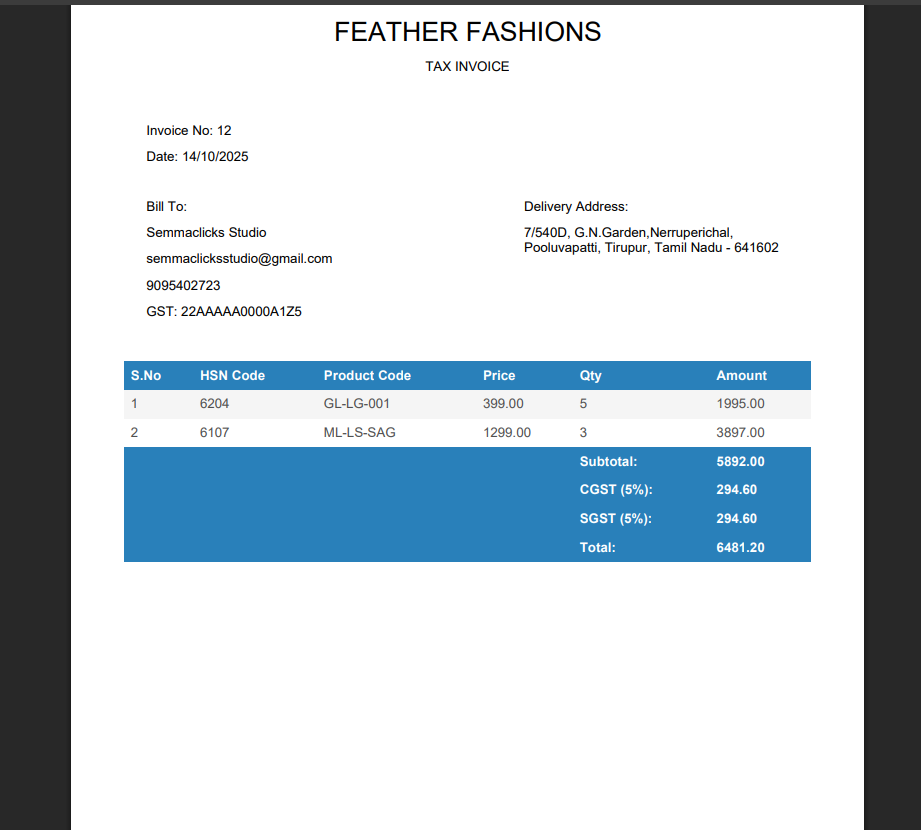 FEATHER FASHIONS
TAX INVOICE
Invoice No: 12
Date: 14/10/2025
Bill To:
Semmaclicks Studio
semmaclicksstudio@gmail.com
9095402723
GST: 22AAAAA0000A1Z5
Delivery Address:
7/540D, G.N.Garden,Nerruperichal,
Pooluvapatti, Tirupur, Tamil Nadu - 641602
S.No HSN Code Product Code Price Qty Amount
1 6204 GL-LG-001 399.00 5 1995.00
2 6107 ML-LS-SAG 1299.00 3 3897.00
Subtotal: 5892.00
CGST (5%): 294.60
SGST (5%): 294.60
Total: 6481.20